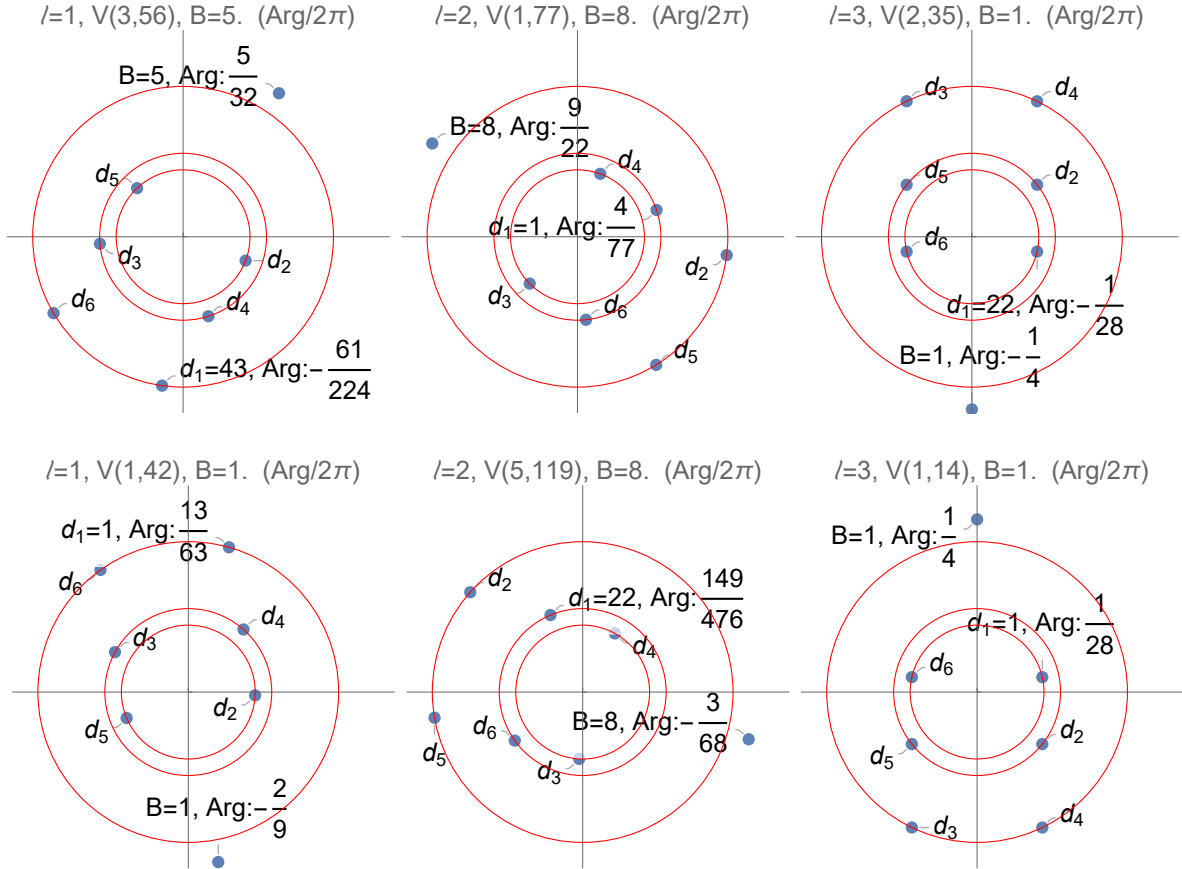 ℓ=1, V(3,56), B=5. (Arg/2π)
B=5, Arg: 5/32
d₅
d₃
d₂
d₆
d₄
d₁=43, Arg:-61/224
ℓ=2, V(1,77), B=8. (Arg/2π)
B=8, Arg: 9/22
d₄
d₁=1, Arg: 4/77
d₂
d₃
d₆
d₅
ℓ=3, V(2,35), B=1. (Arg/2π)
d₃
d₄
d₅
d₂
d₆
d₁=22, Arg:-1/28
B=1, Arg:-1/4
ℓ=1, V(1,42), B=1. (Arg/2π)
d₁=1, Arg: 13/63
d₆
d₄
d₃
d₂
d₅
B=1, Arg:-2/9
ℓ=2, V(5,119), B=8. (Arg/2π)
d₂
d₁=22, Arg: 149/476
d₄
B=8, Arg:-3/68
d₆
d₅
d₃
ℓ=3, V(1,14), B=1. (Arg/2π)
B=1, Arg: 1/4
d₁=1, Arg: 1/28
d₆
d₂
d₅
d₃
d₄